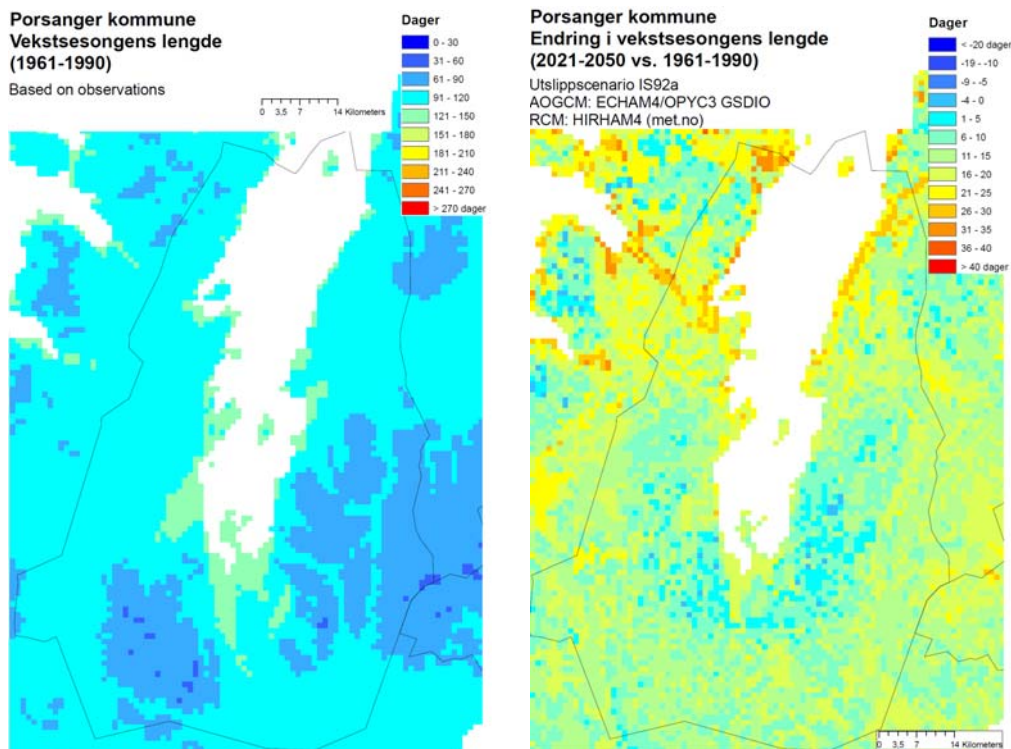 Porsanger kommune
Vekstsesongens lengde
(1961-1990)
Based on observations
0 3,5 7 14 Kilometers
Dager
0 - 30
31 - 60
61 - 90
91 - 120
121 - 150
151 - 180
181 - 210
211 - 240
241 - 270
> 270 dager
Porsanger kommune
Endring i vekstsesongens lengde
(2021-2050 vs. 1961-1990)
Utslippscenario IS92a
AOGCM: ECHAM4/OPYC3 GSDIO
RCM: HIRHAM4 (met.no)
Dager
< -20 dager
-19 - -10
-9 - -5
-4 - 0
1 - 5
6 - 10
11 - 15
16 - 20
21 - 25
26 - 30
31 - 35
36 - 40
> 40 dager
0 3,5 7 14 Kilometers